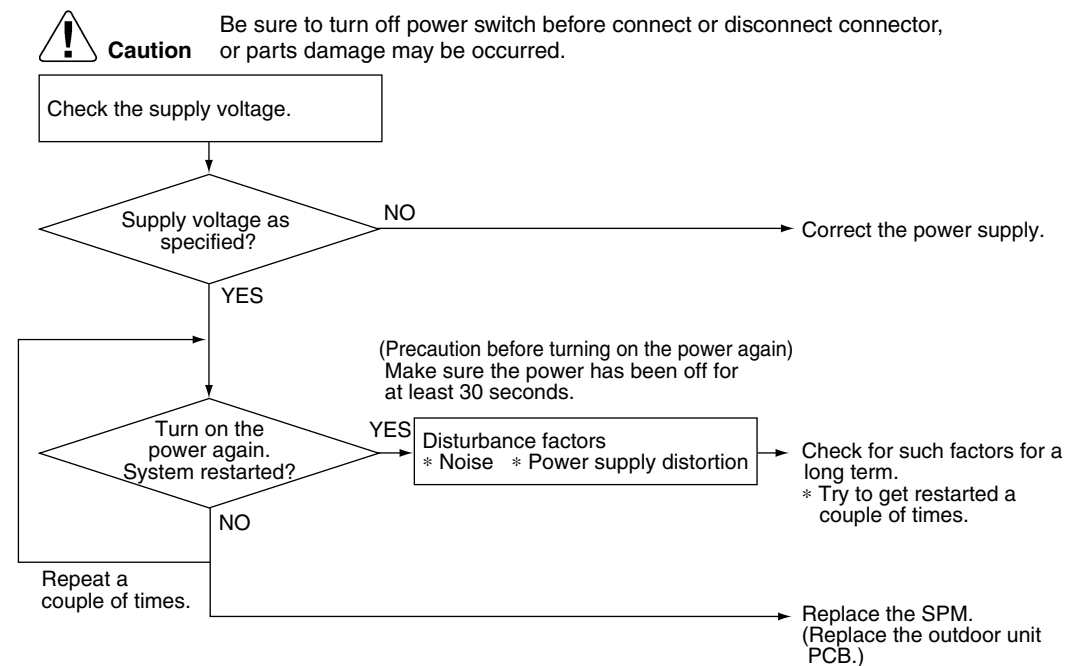 Be sure to turn off power switch before connect or disconnect connector,
Caution or parts damage may be occurred.
Check the supply voltage.
Supply voltage as
specified?
NO
Correct the power supply.
YES
(Precaution before turning on the power again)
Make sure the power has been off for
at least 30 seconds.
Turn on the
power again.
System restarted?
YES
Disturbance factors
* Noise * Power supply distortion
Check for such factors for a
long term.
* Try to get restarted a
couple of times.
NO
Repeat a
couple of times.
Replace the SPM.
(Replace the outdoor unit
PCB.)